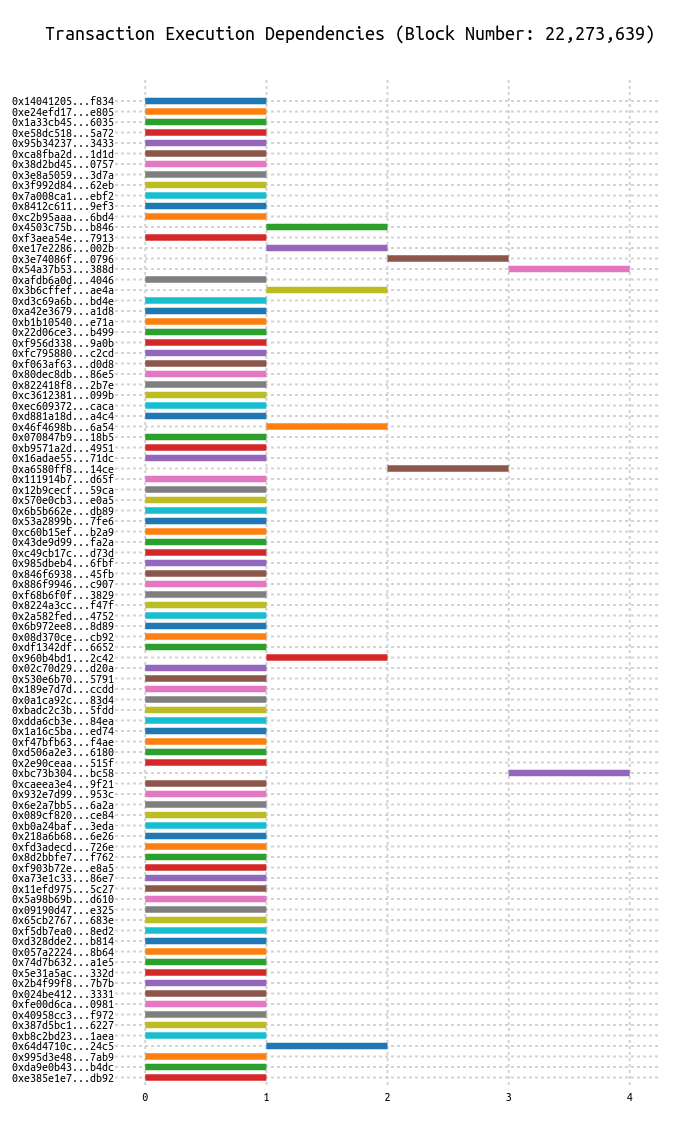 Transaction Execution Dependencies (Block Number: 22,273,639)
0x14041205...f834
0xe24efd17...e805
0x1a33cb45...6035
0xe58dc518...5a72
0x95b34237...3433
0xca8fba2d...1d1d
0x38d2bd45...0757
0x3e8a5059...3d7a
0x3f992d84...62eb
0x7a008ca1...ebf2
0x8412c611...9ef3
0xc2b95aaa...6bd4
0x4503c75b...b846
0xf3aea54e...7913
0xe17e2286...002b
0x3e74086f...0796
0x54a37b53...388d
0xafdb6a0d...4046
0x3b6cffef...ae4a
0xd3c69a6b...bd4e
0xa42e3679...a1d8
0xb1b10540...e71a
0x22d06ce3...b499
0xf956d338...9a0b
0xfc795880...c2cd
0xf063af63...d0d8
0x80dec8db...86e5
0x822418f8...2b7e
0xc3612381...099b
0xec609372...caca
0xd881a18d...a4c4
0x46f4698b...6a54
0x070847b9...18b5
0xb9571a2d...4951
0x16adae55...71dc
0xa6580ff8...14ce
0x111914b7...d65f
0x12b9cecf...59ca
0x570e0cb3...e0a5
0x6b5b662e...db89
0x53a2899b...7fe6
0xc60b15ef...b2a9
0x43de9d99...fa2a
0xc49cb17c...d73d
0x985dbeb4...6fbf
0x846f6938...45fb
0x886f9946...c907
0xf68b6f0f...3829
0x8224a3cc...f47f
0x2a582fed...4752
0x6b972ee8...8d89
0x08d370ce...cb92
0xdf1342df...6652
0x960b4bd1...2c42
0x02c70d29...d20a
0x530e6b70...5791
0x189e7d7d...ccdd
0x0a1ca92c...83d4
0xbadc2c3b...5fdd
0xdda6cb3e...84ea
0x1a16c5ba...ed74
0xf47bfb63...f4ae
0xd506a2e3...6180
0x2e90ceaa...515f
0xbc73b304...bc58
0xcaeea3e4...9f21
0x932e7d99...953c
0x6e2a7bb5...6a2a
0x089cf820...ce84
0xb0a24baf...3eda
0x218a6b68...6e26
0xfd3adecd...726e
0x8d2bbfe7...f762
0xf903b72e...e8a5
0xa73e1c33...86e7
0x11efd975...5c27
0x5a98b69b...d610
0x09190d47...e325
0x65cb2767...683e
0xf5db7ea0...8ed2
0xd328dde2...b814
0x057a2224...8b64
0x74d7b632...a1e5
0x5e31a5ac...332d
0x2b4f99f8...7b7b
0x024be412...3331
0xfe00d6ca...0981
0x40958cc3...f972
0x387d5bc1...6227
0xb8c2bd23...1aea
0x64d4710c...24c5
0x995d3e48...7ab9
0xda9e0b43...b4dc
0xe385e1e7...db92
0 1 2 3 4